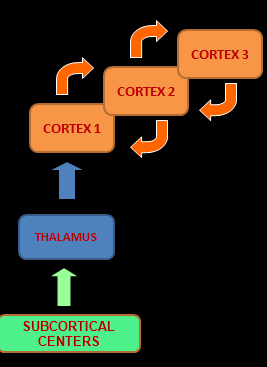 CORTEX 3
CORTEX 2
CORTEX 1
THALAMUS
SUBCORTICAL
CENTERS